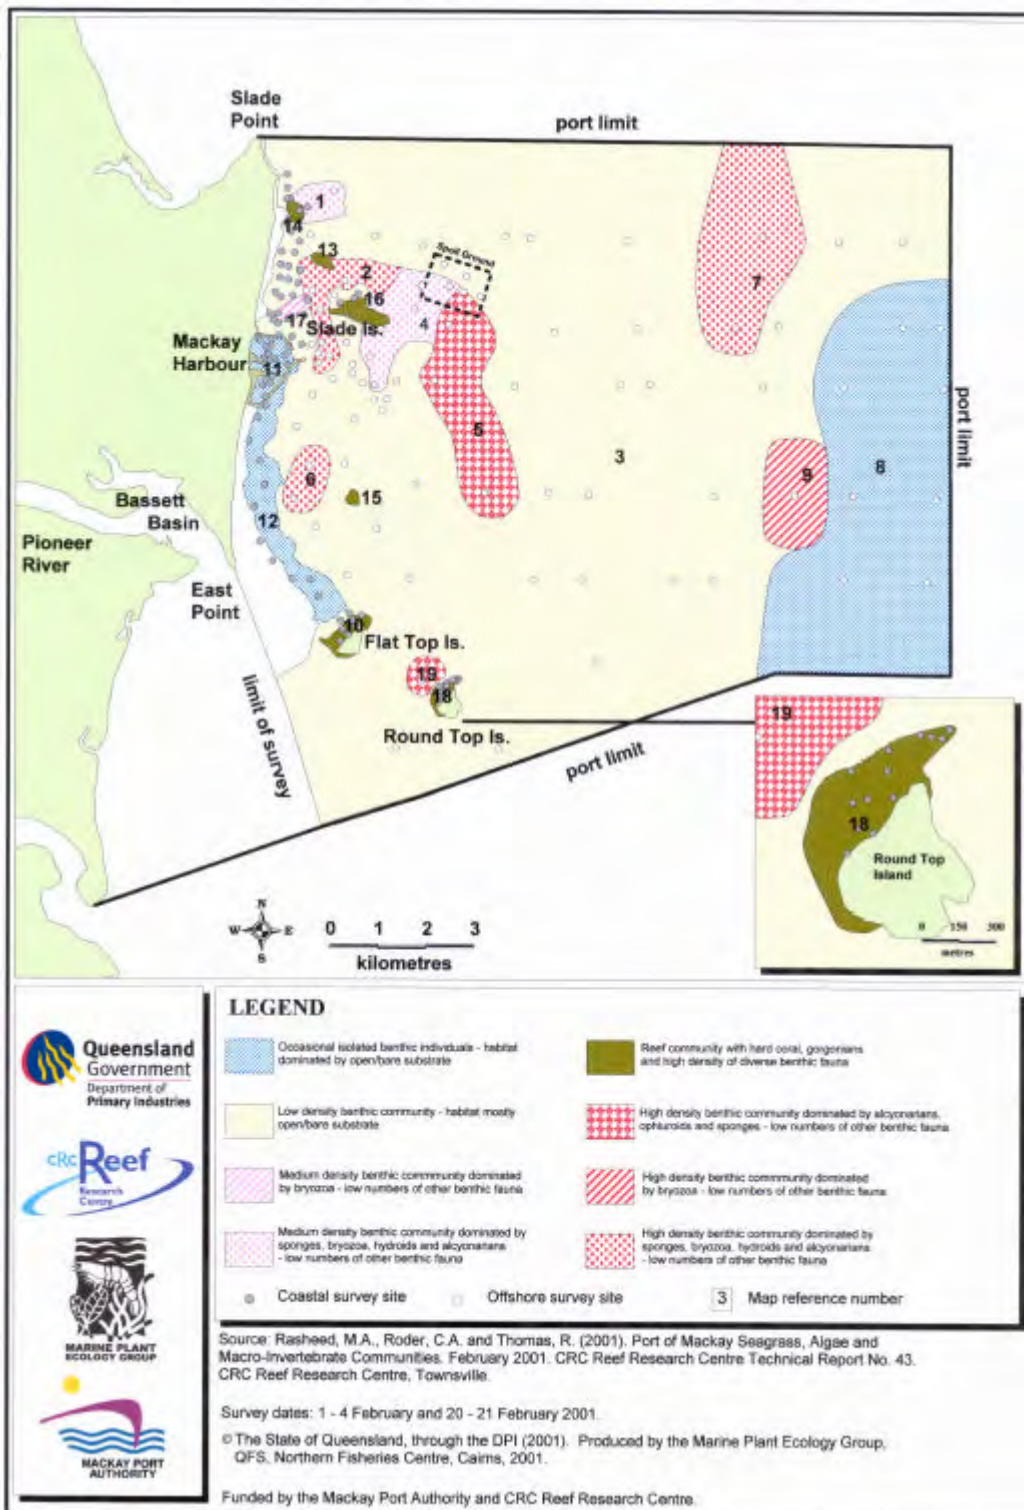 Slade
Point
port limit
1
14
13
2
Spoil Ground
7
16
17
Slade Is.
4
Mackay
Harbour
11
port limit
5
3
9
8
6
15
Bassett
Basin
12
Pioneer
River
East
Point
10
Flat Top Is.
19
18
limit of survey
Round Top Is.
port limit
19
18
Round Top
Island
0 150 300
metres
N
W E
S
0 1 2 3
kilometres
LEGEND
Occasional isolated benthic individuals - habitat
dominated by open/bare substrate
Low density benthic community - habitat mostly
open/bare substrate
Medium density benthic commmunity dominated
by bryozoa - low numbers of other benthic fauna
Medium density benthic community dominated by
sponges, bryozoa, hydroids and alcyonarians
- low numbers of other benthic fauna
Reef community with hard coral, gorgonians
and high density of diverse benthic fauna
High density benthic community dominated by alcyonarians,
ophiuroids and sponges - low numbers of other benthic fauna
High density benthic commmunity dominated
by bryozoa - low numbers of other benthic fauna
High density benthic community dominated by
sponges, bryozoa, hydroids and alcyonarians
- low numbers of other benthic fauna
Coastal survey site
Offshore survey site
3 Map reference number
Queensland
Government
Department of
Primary Industries
CRC Reef
Research
Centre
MARINE PLANT
ECOLOGY GROUP
MACKAY PORT
AUTHORITY
Source: Rasheed, M.A., Roder, C.A. and Thomas, R. (2001). Port of Mackay Seagrass, Algae and
Macro-Invertebrate Communities. February 2001. CRC Reef Research Centre Technical Report No. 43.
CRC Reef Research Centre, Townsville.
Survey dates: 1 - 4 February and 20 - 21 February 2001.
© The State of Queensland, through the DPI (2001). Produced by the Marine Plant Ecology Group,
QFS, Northern Fisheries Centre, Cairns, 2001.
Funded by the Mackay Port Authority and CRC Reef Research Centre.